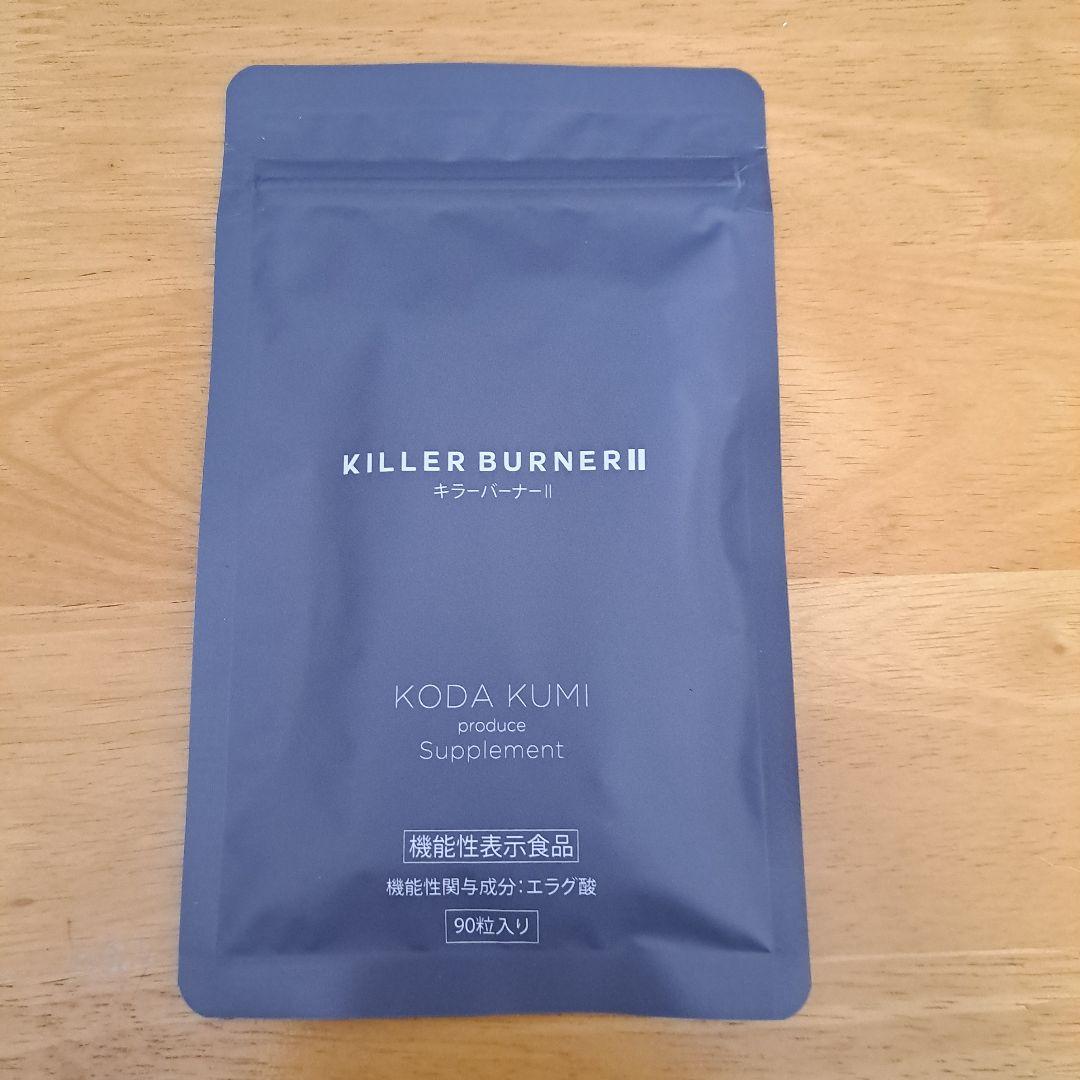 KILLER BURNERⅡ
キラーバーナーⅡ
KODA KUMI
produce
Supplement
機能性表示食品
機能性関与成分：エラグ酸
90粒入り